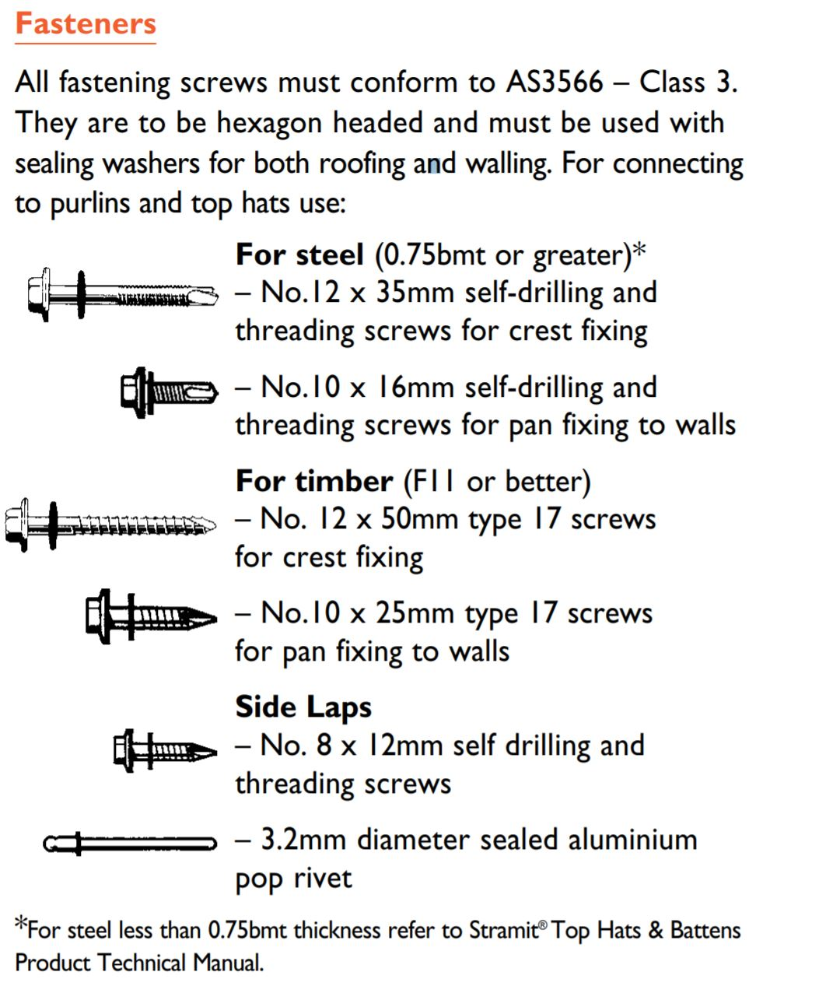 Fasteners
All fastening screws must conform to AS3566 – Class 3.
They are to be hexagon headed and must be used with
sealing washers for both roofing and walling. For connecting
to purlins and top hats use:
For steel (0.75bmt or greater)*
– No.12 x 35mm self-drilling and
threading screws for crest fixing
– No.10 x 16mm self-drilling and
threading screws for pan fixing to walls
For timber (F11 or better)
– No. 12 x 50mm type 17 screws
for crest fixing
– No.10 x 25mm type 17 screws
for pan fixing to walls
Side Laps
– No. 8 x 12mm self drilling and
threading screws
– 3.2mm diameter sealed aluminium
pop rivet
*For steel less than 0.75bmt thickness refer to Stramit® Top Hats & Battens
Product Technical Manual.